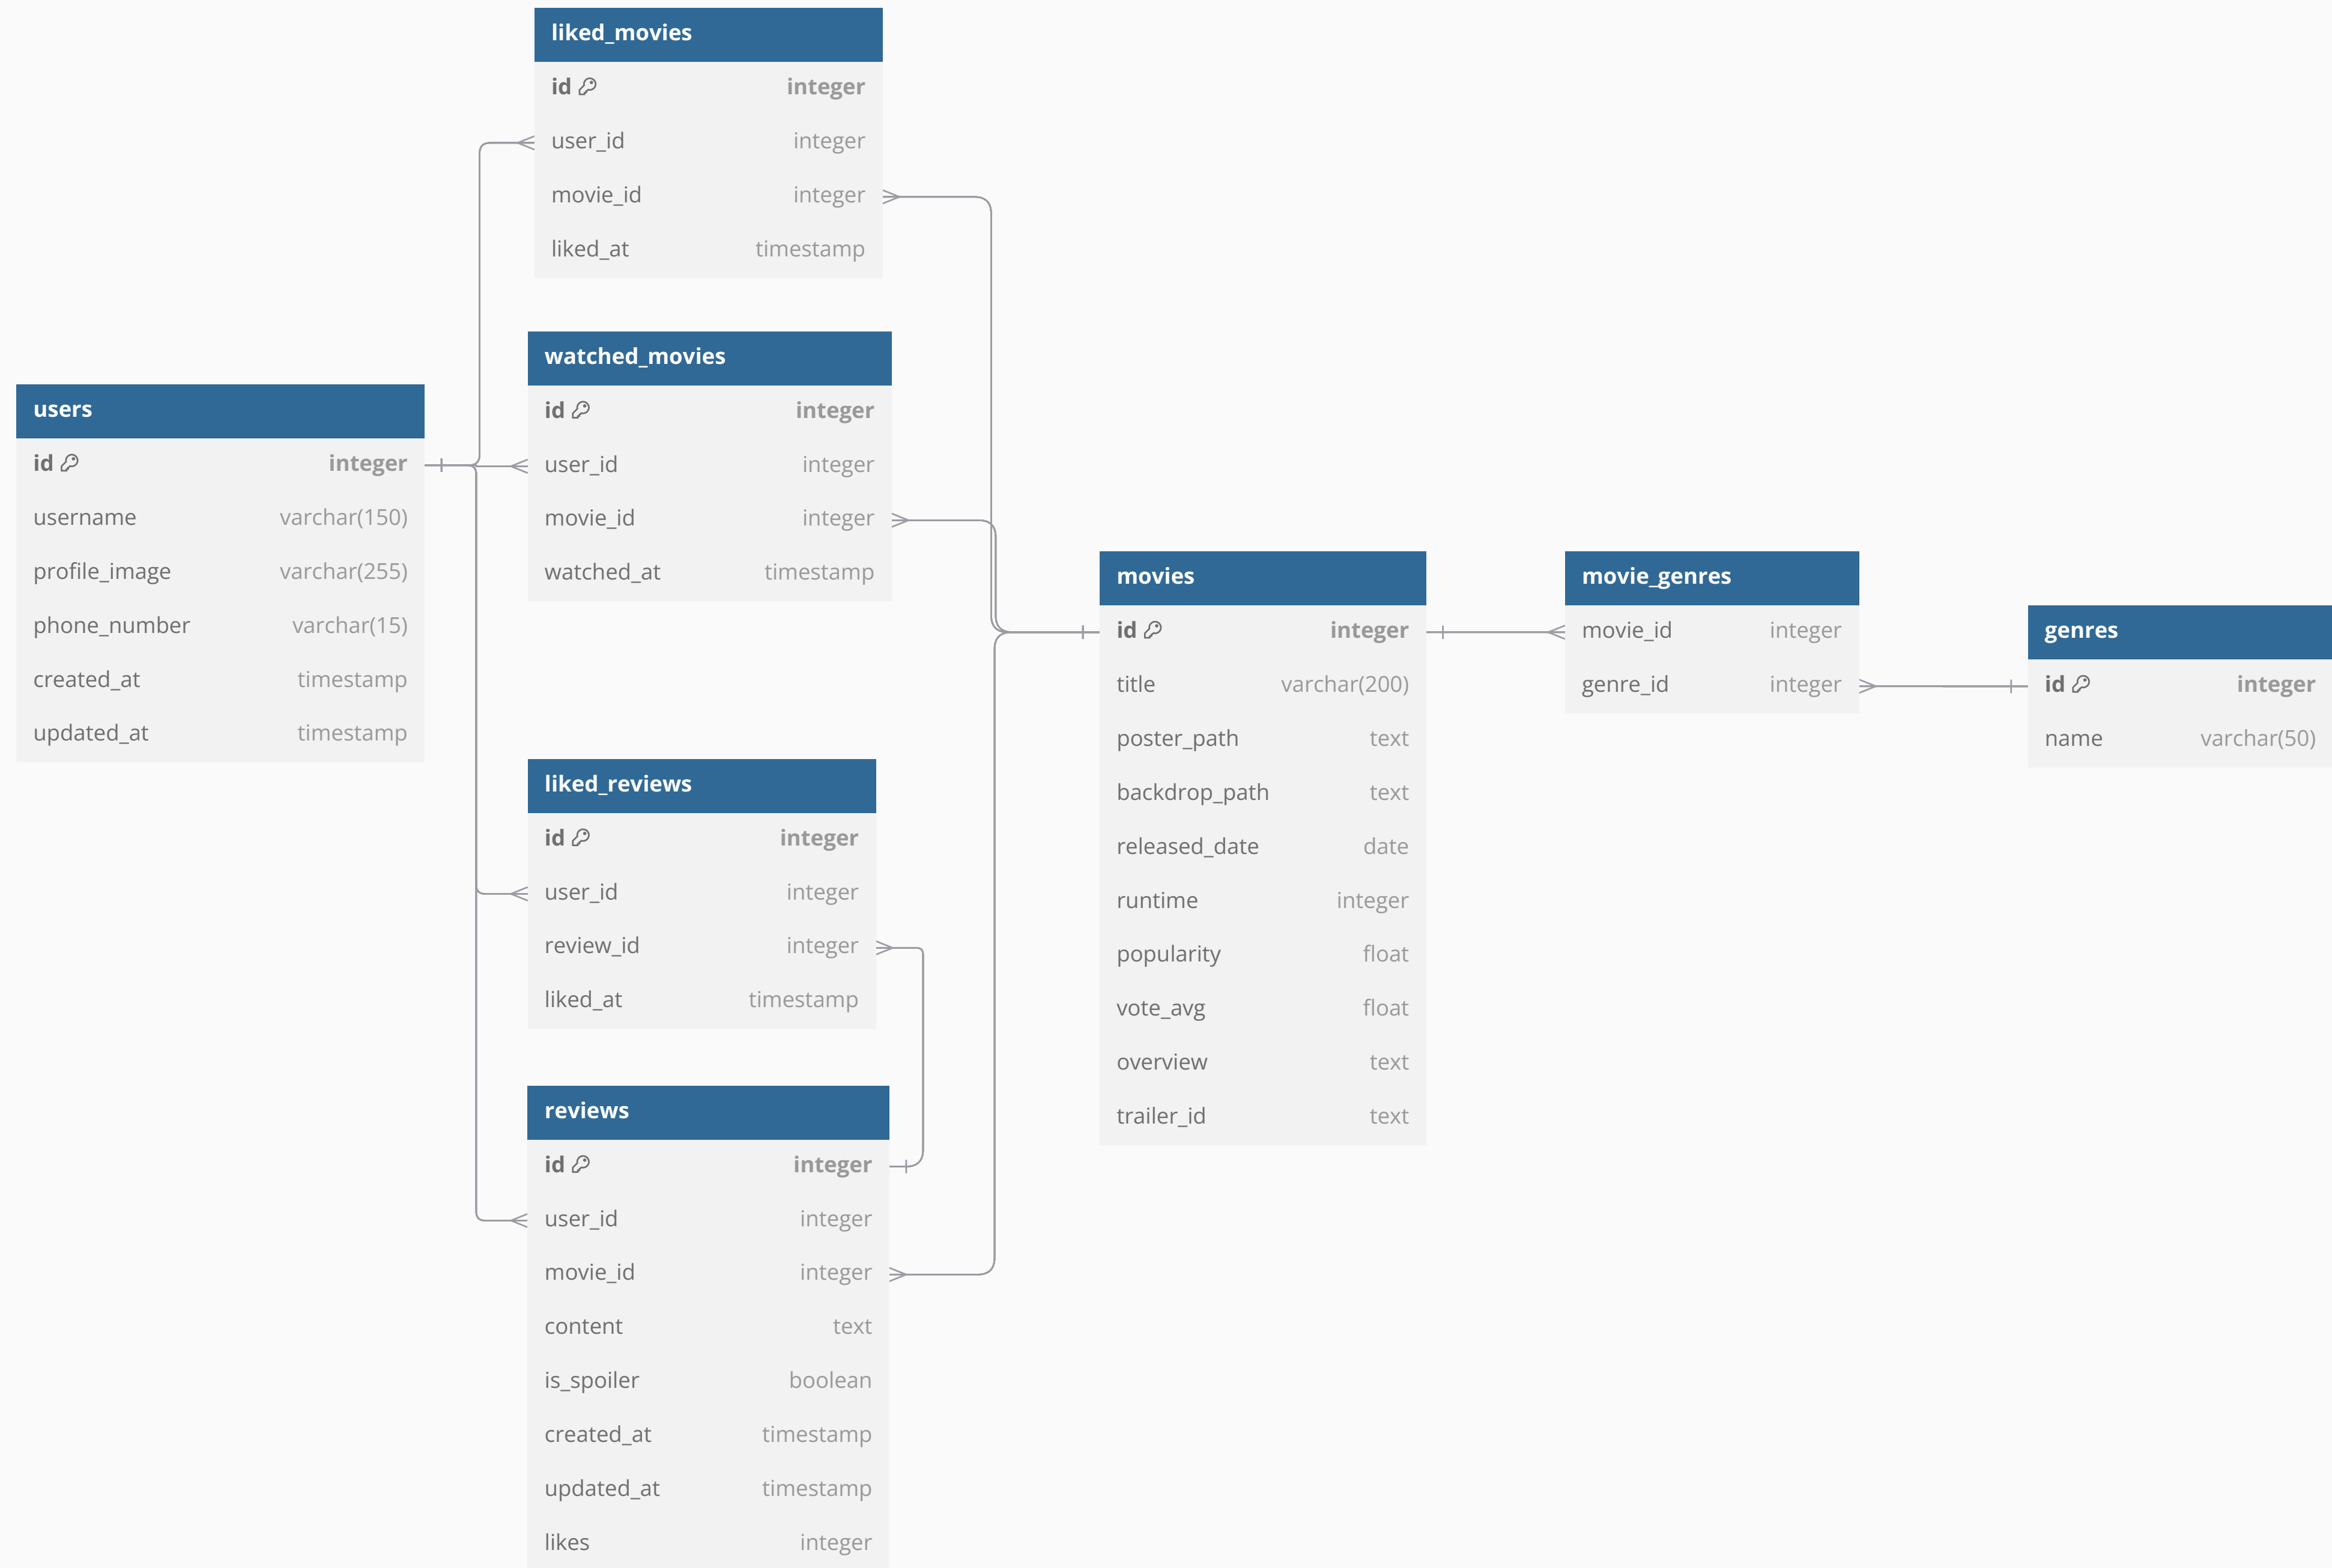 liked_movies
id integer
user_id integer
movie_id integer
liked_at timestamp
watched_movies
id integer
user_id integer
movie_id integer
watched_at timestamp
users
id integer
username varchar(150)
profile_image varchar(255)
phone_number varchar(15)
created_at timestamp
updated_at timestamp
liked_reviews
id integer
user_id integer
review_id integer
liked_at timestamp
reviews
id integer
user_id integer
movie_id integer
content text
is_spoiler boolean
created_at timestamp
updated_at timestamp
likes integer
movies
id integer
title varchar(200)
poster_path text
backdrop_path text
released_date date
runtime integer
popularity float
vote_avg float
overview text
trailer_id text
movie_genres
movie_id integer
genre_id integer
genres
id integer
name varchar(50)